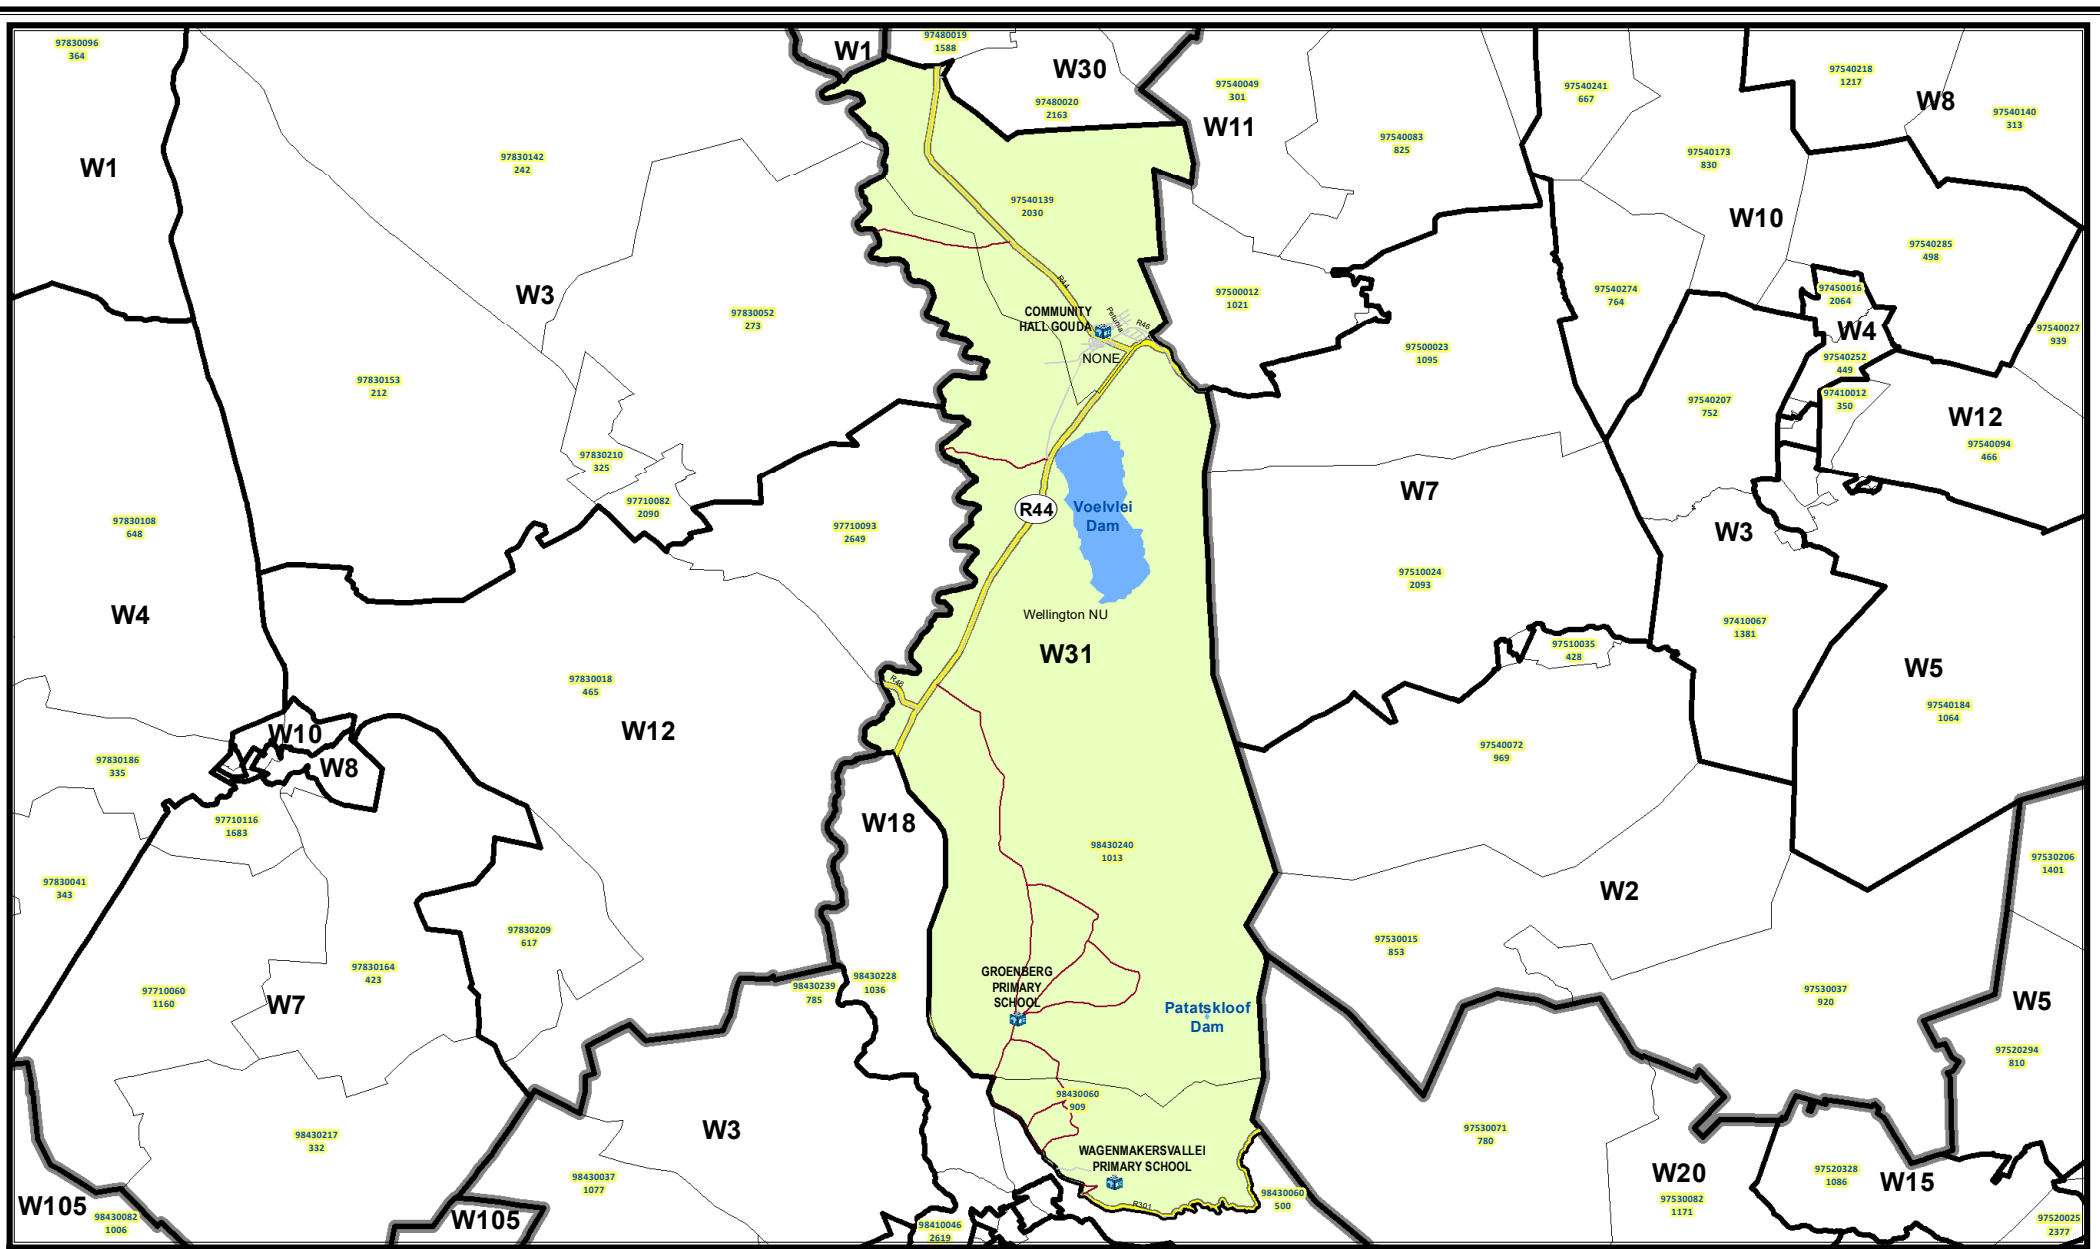 97830096
364
W1
97480019
1588
W30
97480020
2163
97540049
301
W11
97540083
825
97540241
667
97540218
1217
W8
97540140
313
W1
97830142
242
97540173
830
W10
97540139
2030
97540285
498
W3
97830052
273
97500012
1021
97540274
764
97450016
2064
W4
97540027
939
R44
COMMUNITY
HALL GOUDA
Petunia
R46
NONE
97500023
1095
97540252
449
97410012
350
97830153
212
97540207
752
W12
97540094
466
97830210
325
97710082
2090
97710093
2649
97830108
648
R44
Voelvlei
Dam
W7
W3
97510024
2093
W4
Wellington NU
W31
97410067
1381
97510035
428
W5
97540184
1064
97830018
465
R46
W12
W10
W8
97830186
335
97540072
969
97710116
1683
W18
98430240
1013
97530206
1401
97830041
343
W2
97830209
617
97530015
853
97830164
423
97710060
1160
W7
98430239
785
98430228
1036
GROENBERG
PRIMARY
SCHOOL
Patatskloof
Dam
97530037
920
W5
97520294
810
98430060
909
98430217
332
W3
97530071
780
WAGENMAKERSVALLEI
PRIMARY SCHOOL
98430037
1077
W20
97530082
1171
97520328
1086
W15
W105
98430082
1006
W105
98410046
2619
R301
98430060
500
97520025
2377